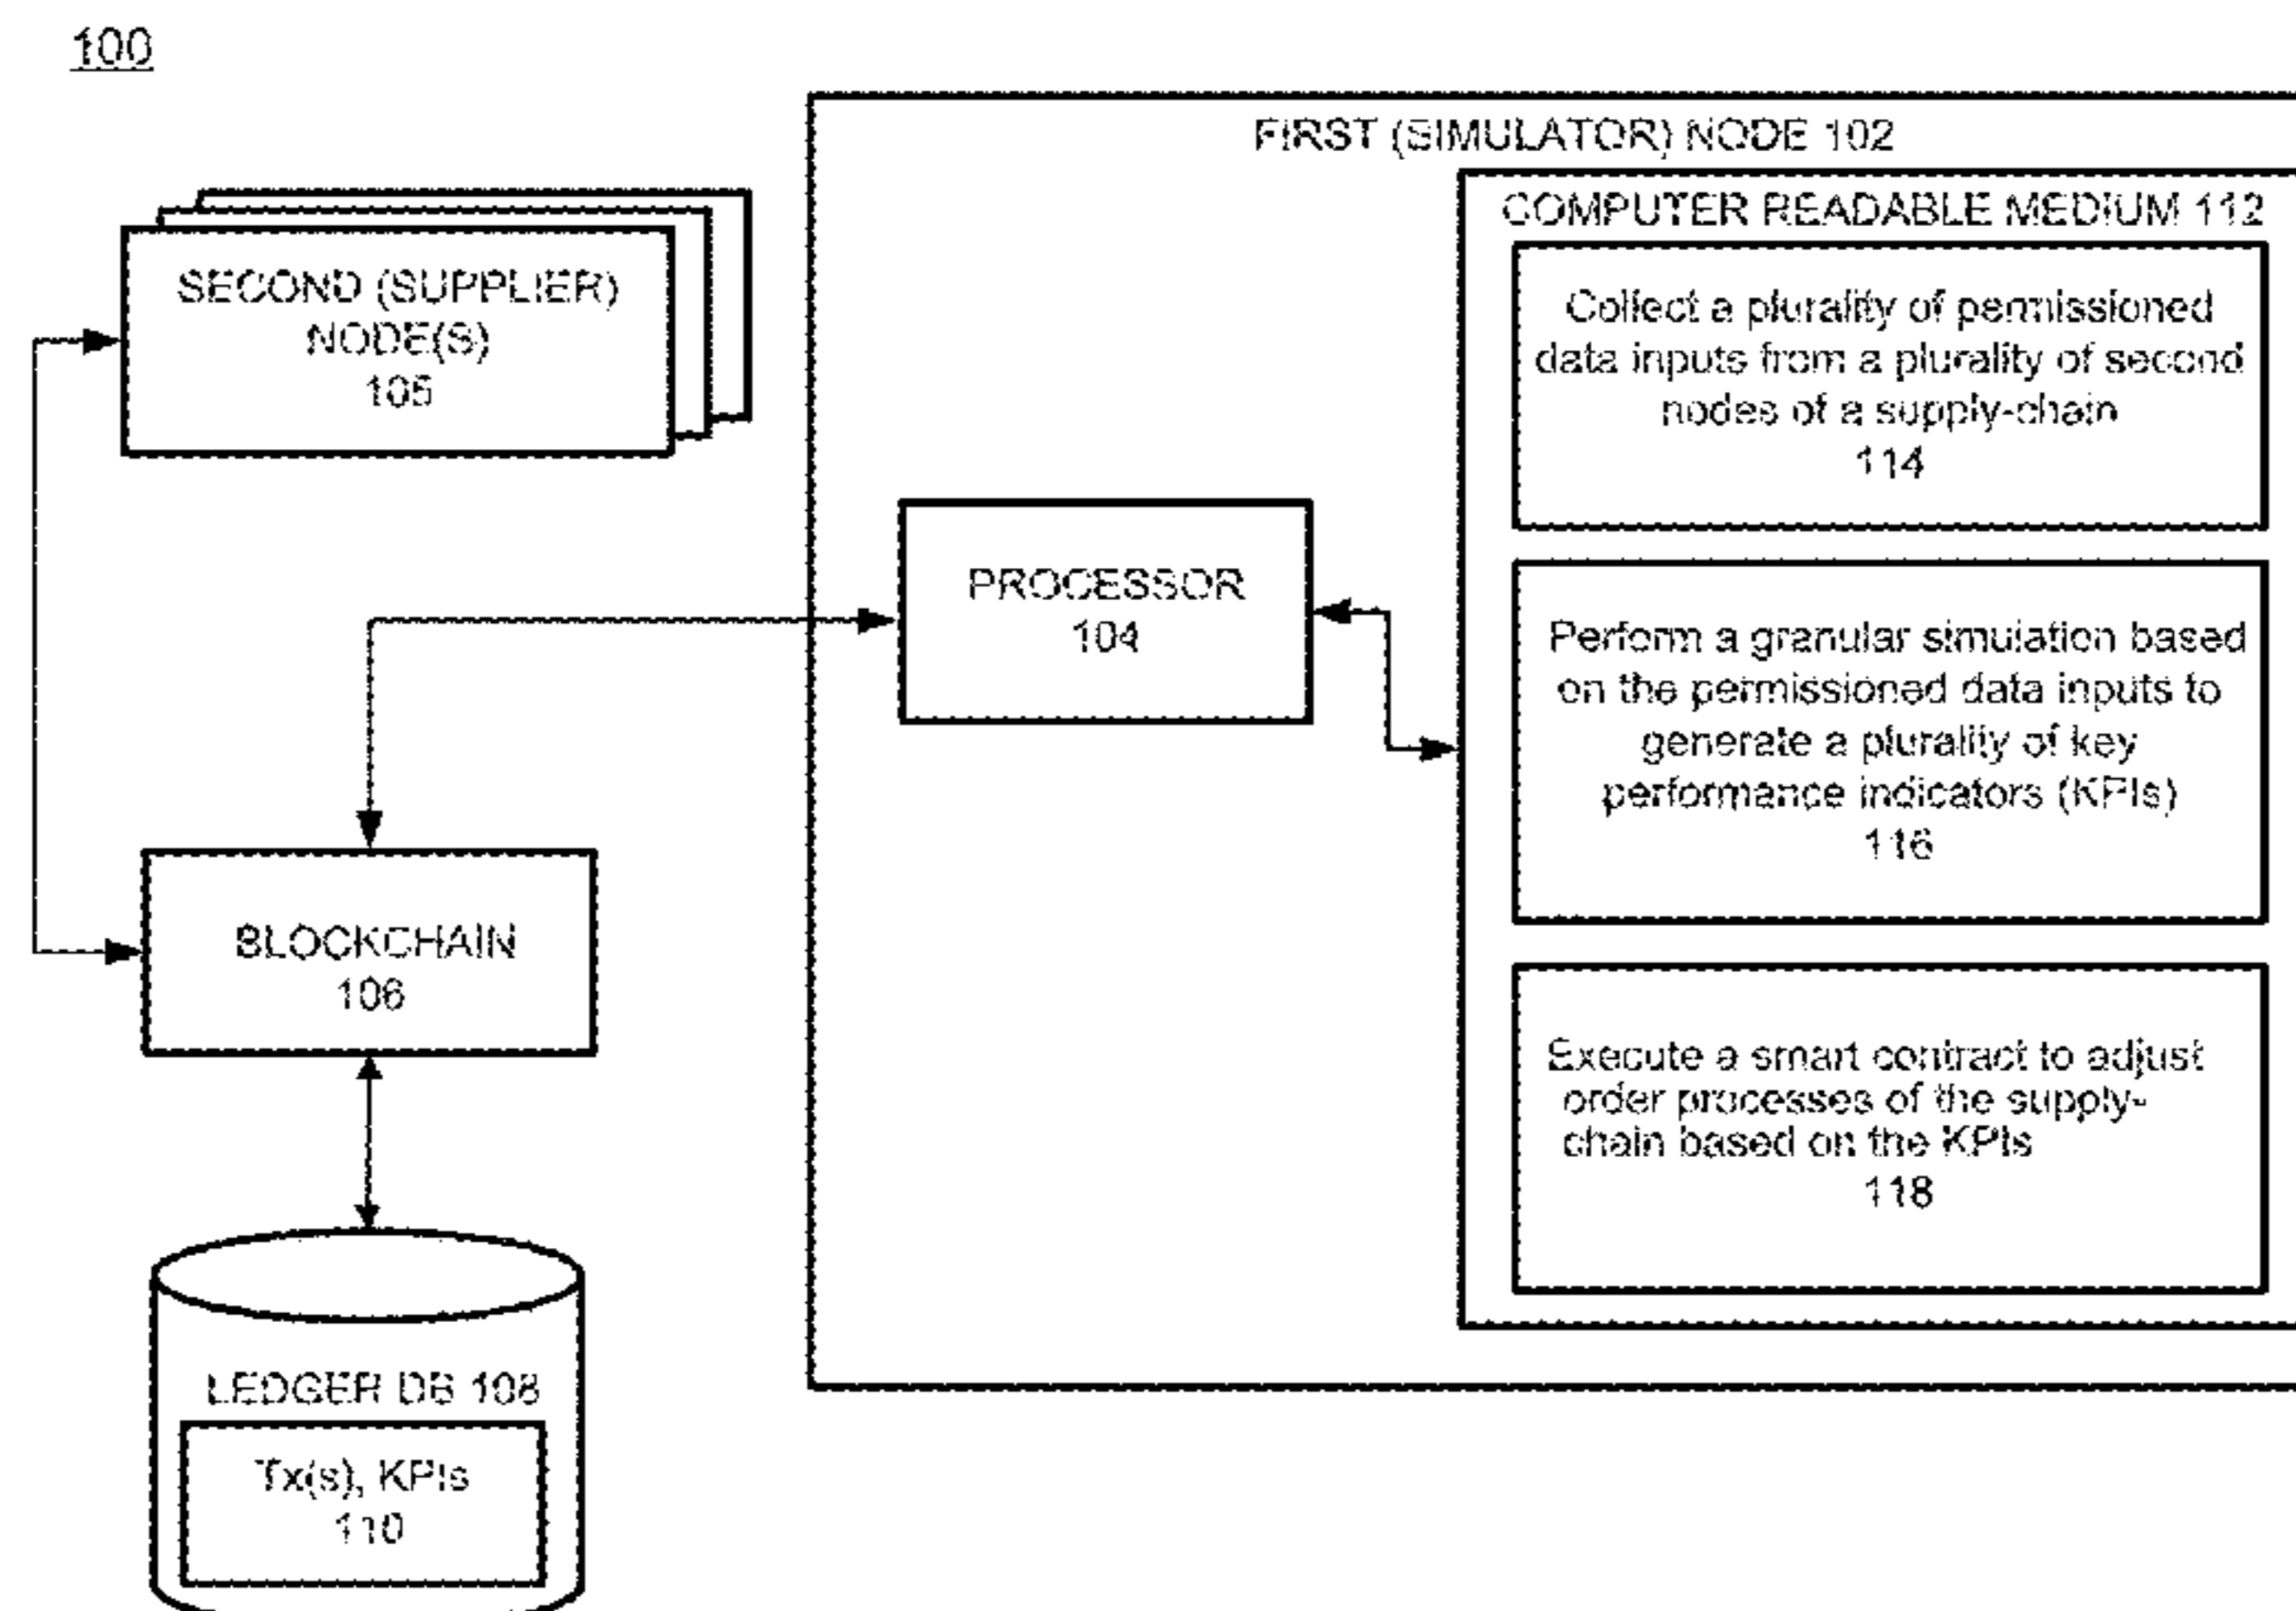 100
FIRST (SIMULATOR) NODE 102
SECOND (SUPPLIER)
NODE(S)
105
PROCESSOR
104
BLOCKCHAIN
106
LEDGER DB 108
Tx(s), KPIs
110
COMPUTER READABLE MEDIUM 112
Collect a plurality of permissioned
data inputs from a plurality of second
nodes of a supply-chain
114
Perform a granular simulation based
on the permissioned data inputs to
generate a plurality of key
performance indicators (KPIs)
116
Execute a smart contract to adjust
order processes of the supply-
chain based on the KPIs
118